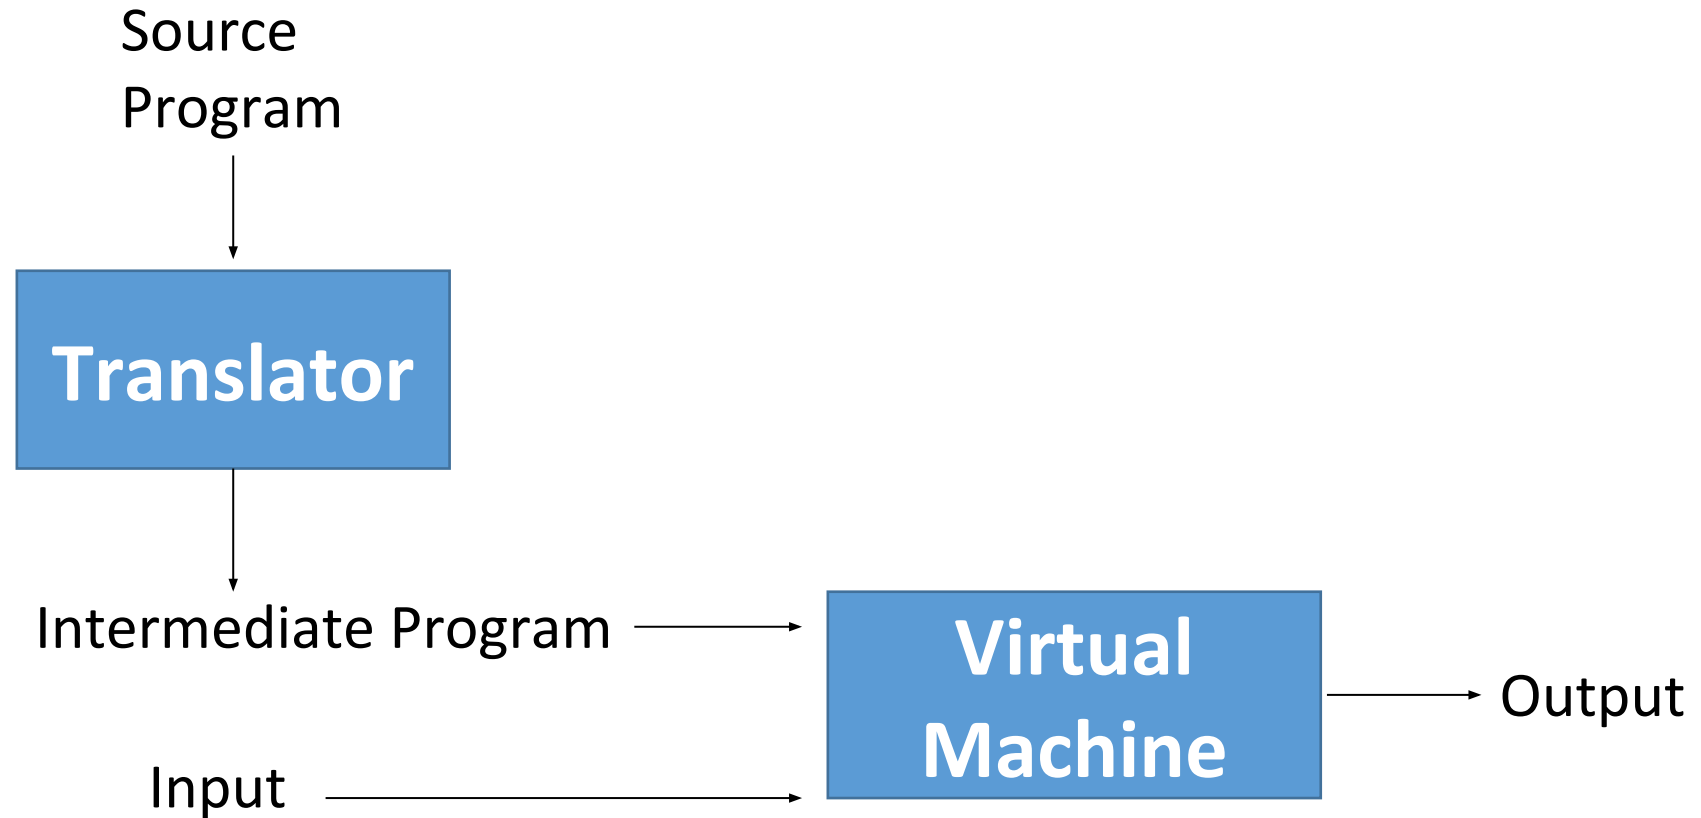 Source
Program
Translator
Intermediate Program
Virtual
Machine
Output
Input